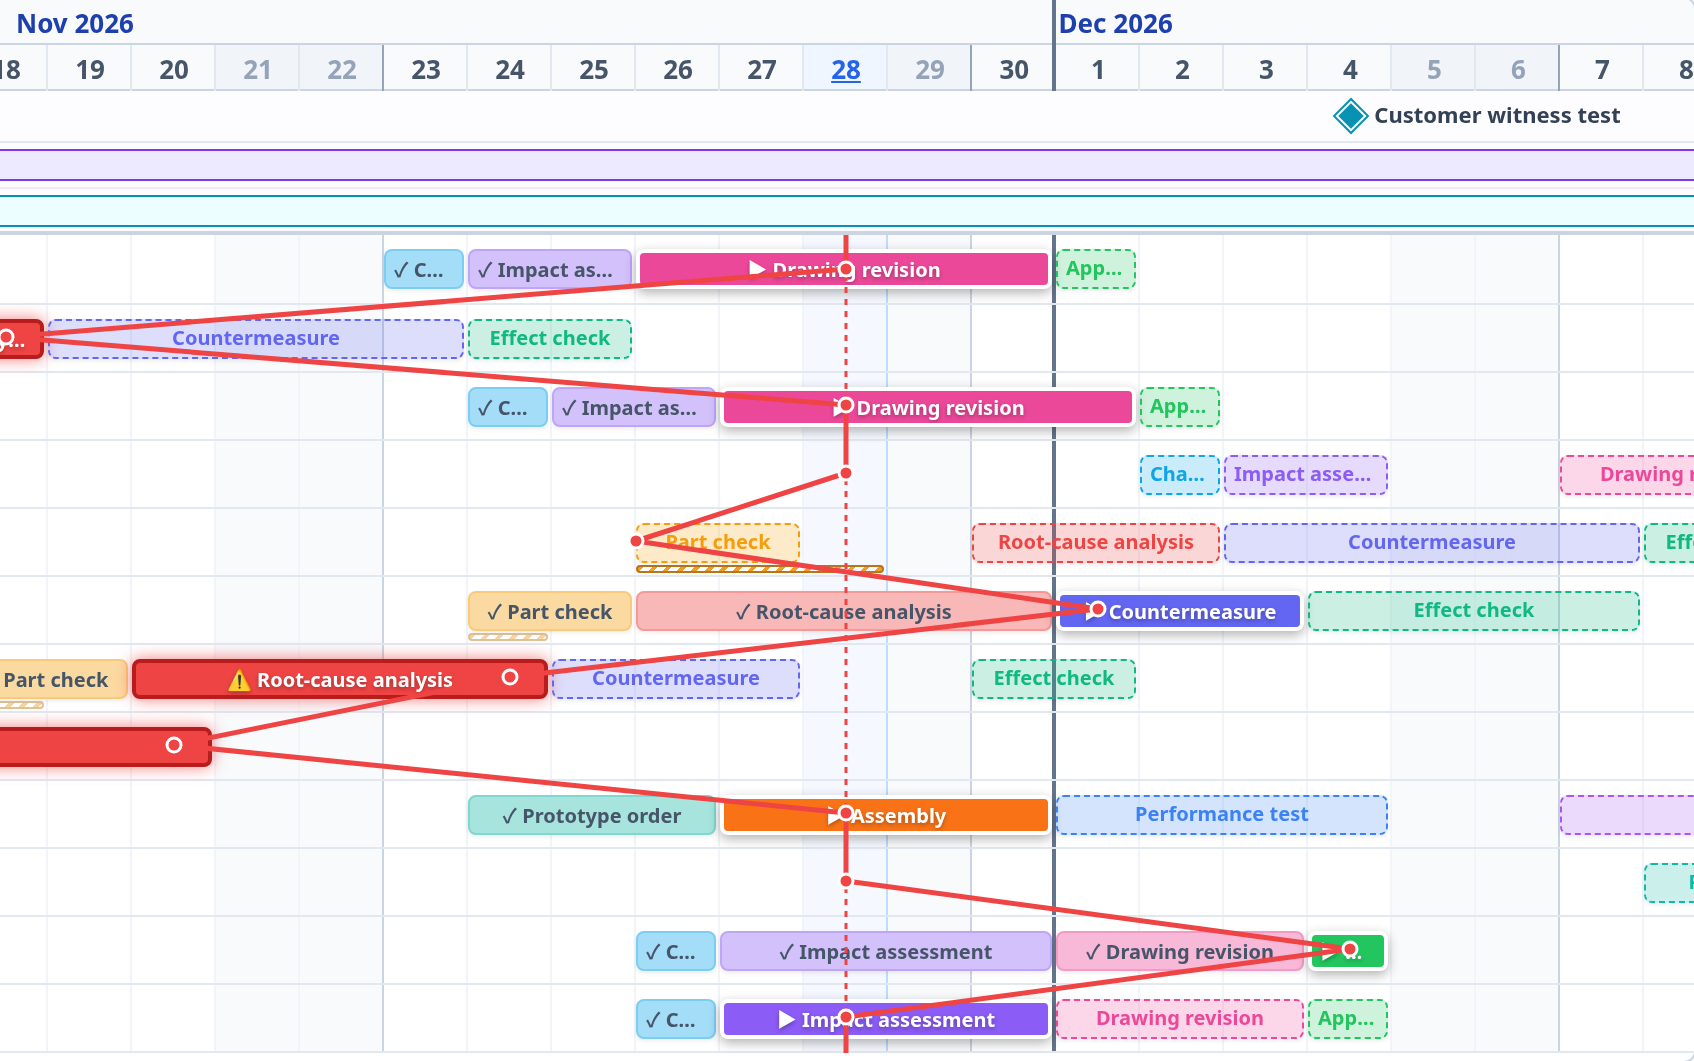 Nov 2026 Dec 2026
18 19 20 21 22 23 24 25 26 27 28 29 30 1 2 3 4 5 6 7 8
Customer witness test
✓ C... ✓ Impact as... ▶ Drawing revision App...
Countermeasure Effect check
✓ C... ✓ Impact as... ▶ Drawing revision App...
Cha... Impact asse... Drawing
Part check Root-cause analysis Countermeasure Eff
✓ Part check ✓ Root-cause analysis ▶ Countermeasure Effect check
Part check ⚠ Root-cause analysis Countermeasure Effect check
✓ Prototype order ▶ Assembly Performance test
✓ C... ✓ Impact assessment ✓ Drawing revision
✓ C... ▶ Impact assessment Drawing revision App...